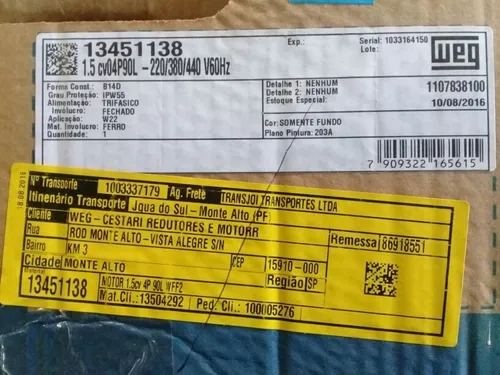 13451138
1.5 cv04P90L -220/380/440 V60Hz
Exp.:
Serial: 1033164150
Lote:
WEG
Forma Const.: B14D
Grau Proteção: IPW55
Alimentação: TRIFASICO
Involucro: FECHADO
Aplicação: W22
Mat. Involucro: FERRO
Quantidade: 1
Detalhe 1: NENHUM
Detalhe 2: NENHUM
Estoque Especial:
1107838100
10/08/2016
Cor: SOMENTE FUNDO
Plano Pintura: 203A
7 909322 165615
Nº Transporte 1003337179 Ag. Frete TRANSJOI TRANSPORTES LTDA
Itinerário Transporte Jgua do Sul - Monte Alto (PF)
Cliente WEG - CESTARI REDUTORES E MOTORR
Rua ROD MONTE ALTO - VISTA ALEGRE S/N
Bairro KM 3
Remessa 86918551
Cidade MONTE ALTO CEP 15910-000
Região SP
Material
13451138 MOTOR 1.5cv 4P 90L WFF2
Mat.Cli.: 13504292 Ped. Cli.: 100005276